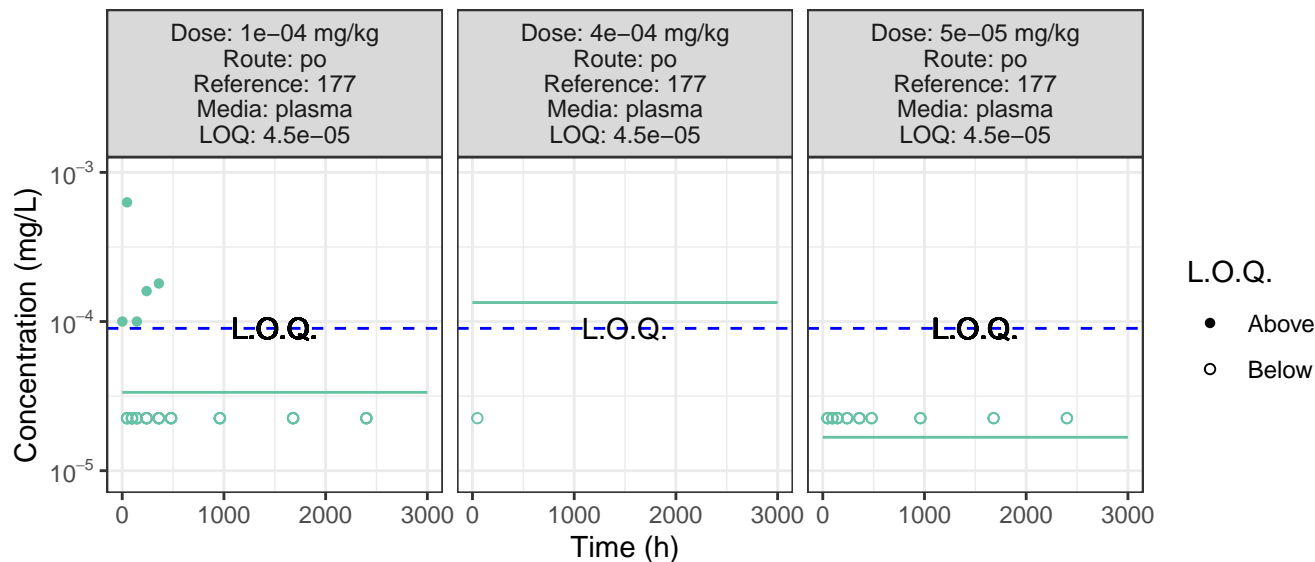 Dose: 1e−04 mg/kg
Route: po
Reference: 177
Media: plasma
LOQ: 4.5e−05
Dose: 4e−04 mg/kg
Route: po
Reference: 177
Media: plasma
LOQ: 4.5e−05
Dose: 5e−05 mg/kg
Route: po
Reference: 177
Media: plasma
LOQ: 4.5e−05
Concentration (mg/L)
10⁻³
10⁻⁴
10⁻⁵
L.O.Q.
L.O.Q.
L.O.Q.
0 1000 2000 3000
0 1000 2000 3000
0 1000 2000 3000
Time (h)
L.O.Q.
Above
Below